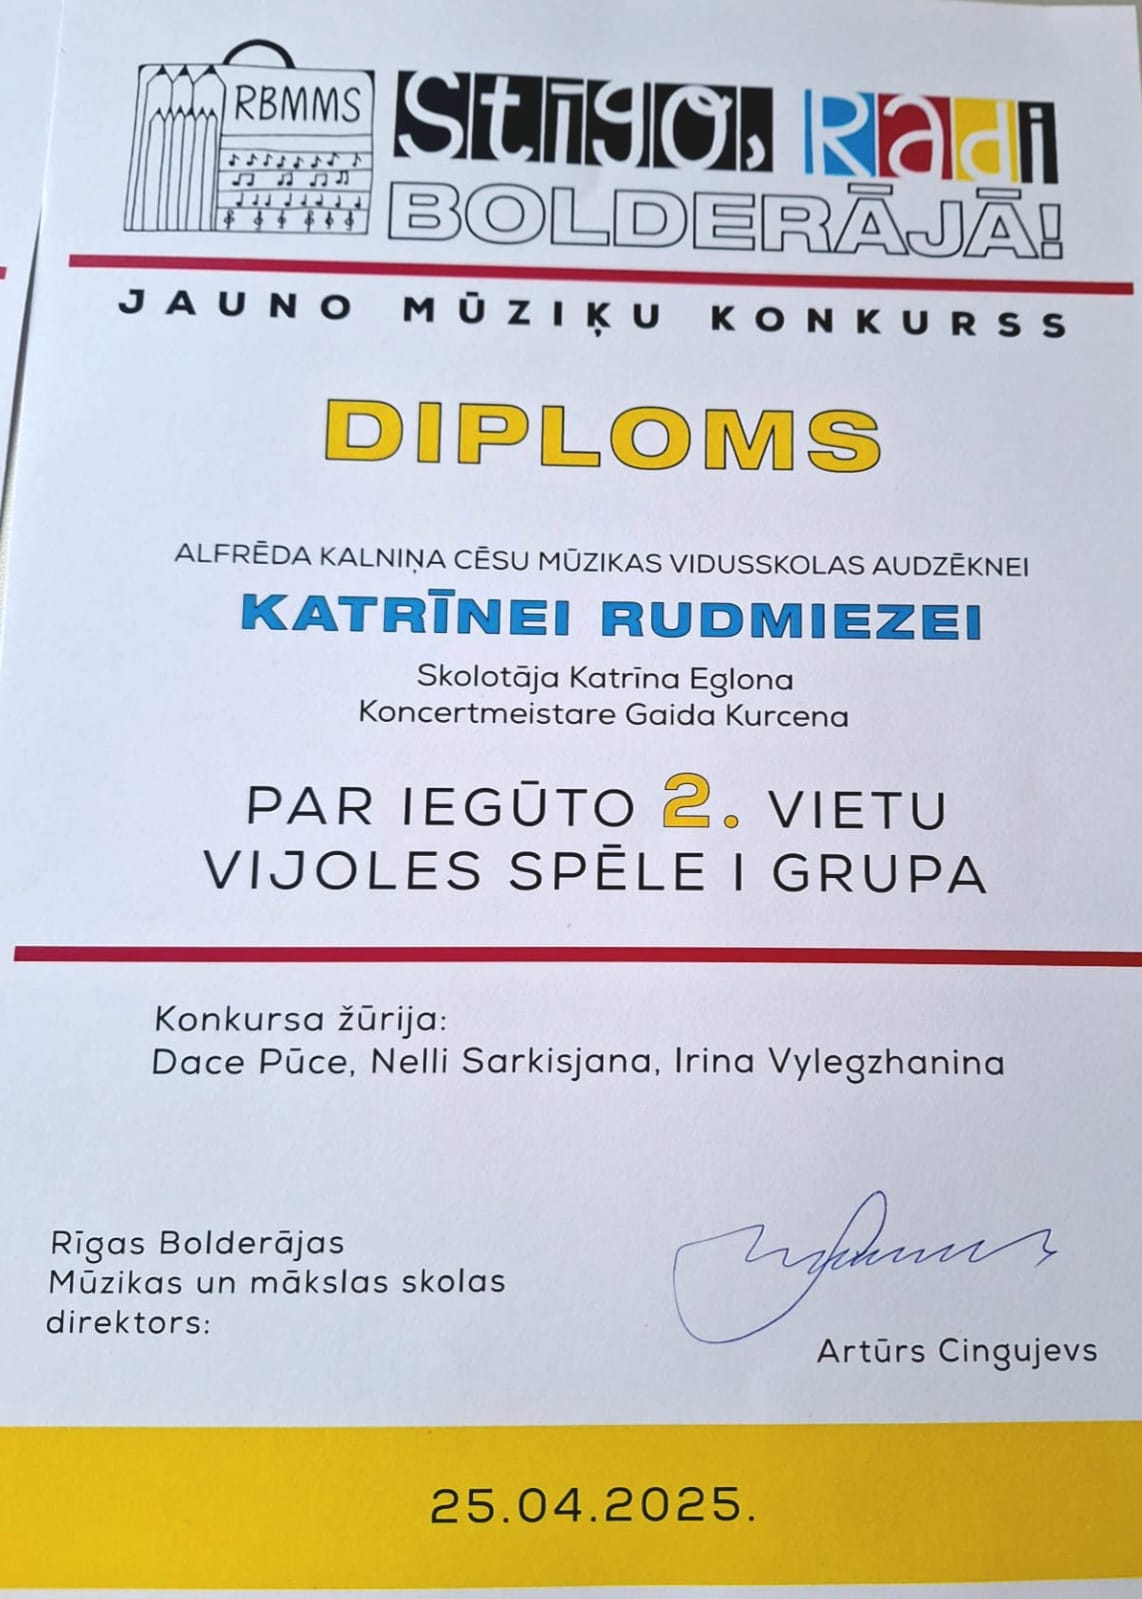 RBMMS
Stīgo, Radi
BOLDERĀJĀ!
JAUNO MŪZIĶU KONKURSS
DIPLOMS
ALFRĒDA KALNIŅA CĒSU MŪZIKAS VIDUSSKOLAS AUDZĒKNEI
KATRĪNEI RUDMIEZEI
Skolotāja Katrīna Eglona
Koncertmeistare Gaida Kurcena
PAR IEGŪTO 2. VIETU
VIJOLES SPĒLE I GRUPA
Konkursa žūrija:
Dace Pūce, Nelli Sarkisjana, Irina Vylegzhanina
Rīgas Bolderājas
Mūzikas un mākslas skolas
direktors:
Artūrs Cingujevs
25.04.2025.